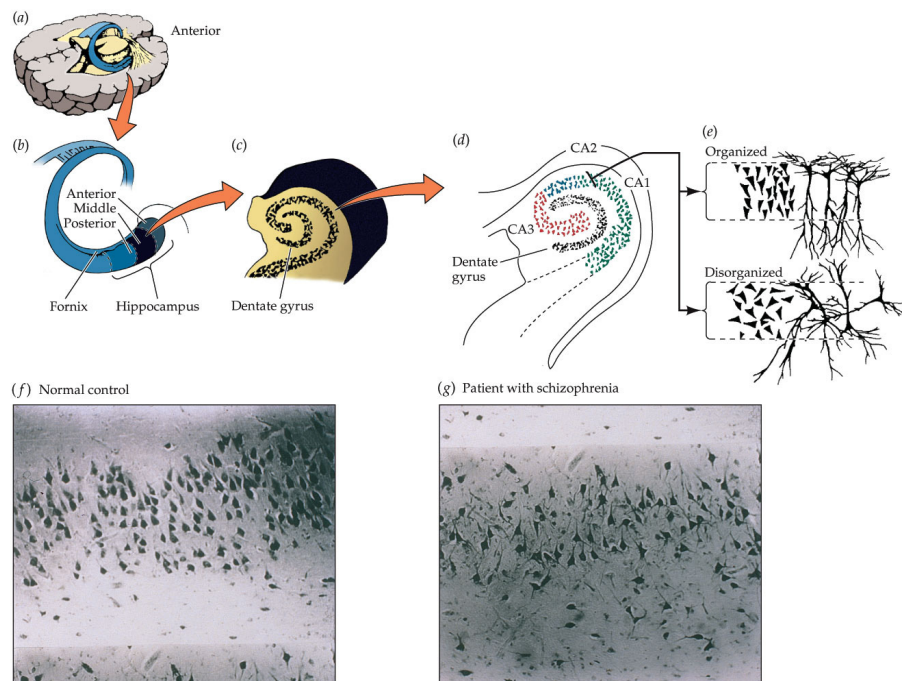 (a)
Anterior
(b)
Anterior
Middle
Posterior
Fornix
Hippocampus
(c)
Dentate gyrus
(d)
CA2
CA1
CA3
Dentate
gyrus
(e)
Organized
Disorganized
(f) Normal control
(g) Patient with schizophrenia